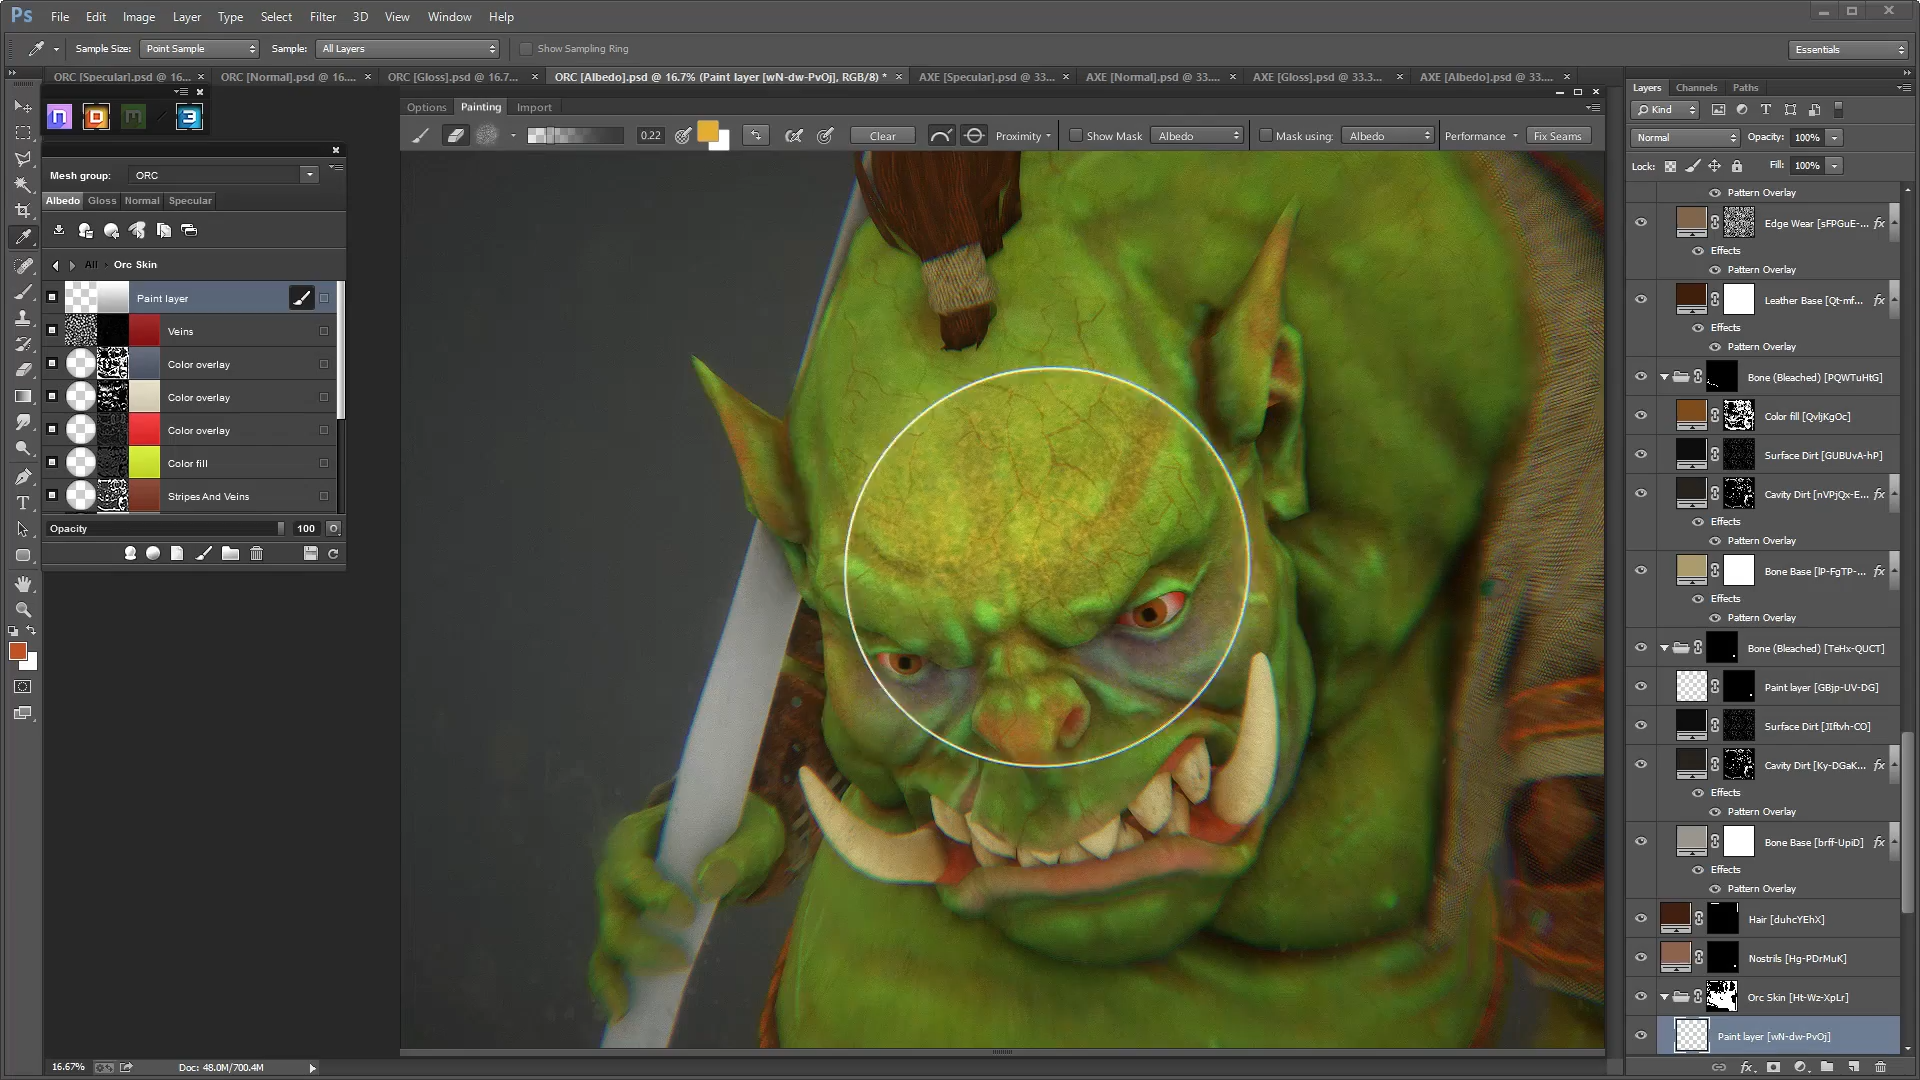 Ps File Edit Image Layer Type Select Filter 3D View Window Help
Sample Size: Point Sample Sample: All Layers Show Sampling Ring Essentials
ORC [Specular].psd @ 16... ORC [Normal].psd @ 16.... ORC [Gloss].psd @ 16.7... ORC [Albedo].psd @ 16.7% (Paint layer [wN-dw-PvOj], RGB/8) * AXE [Specular].psd @ 33... AXE [Normal].psd @ 33.... AXE [Gloss].psd @ 33.3... AXE [Albedo].psd @ 33....
Options Painting Import
0.22 Clear Proximity Show Mask Albedo Mask using: Albedo Performance Fix Seams
Mesh group: ORC
Albedo Gloss Normal Specular
All Orc Skin
Paint layer
Veins
Color overlay
Color overlay
Color overlay
Color fill
Stripes And Veins
Opacity 100
16.67% Doc: 48.0M/700.4M
Layers Channels Paths
Kind
Normal Opacity: 100%
Lock: Fill: 100%
Pattern Overlay
Edge Wear [sFPGuE-... fx
Effects
Pattern Overlay
Leather Base [Qt-mf... fx
Effects
Pattern Overlay
Bone (Bleached) [PQWTuHtG]
Color fill [QvljKgOc]
Surface Dirt [GUBUvA-hP]
Cavity Dirt [nVPjQx-E... fx
Effects
Pattern Overlay
Bone Base [lP-FgTP-... fx
Effects
Pattern Overlay
Bone (Bleached) [TeHx-QUCT]
Paint layer [GBjp-UV-DG]
Surface Dirt [JIftvh-CO]
Cavity Dirt [Ky-DGaK... fx
Effects
Pattern Overlay
Bone Base [brff-UpiD] fx
Effects
Pattern Overlay
Hair [duhcYEhX]
Nostrils [Hg-PDrMuK]
Orc Skin [Ht-Wz-XpLr]
Paint layer [wN-dw-PvOj]